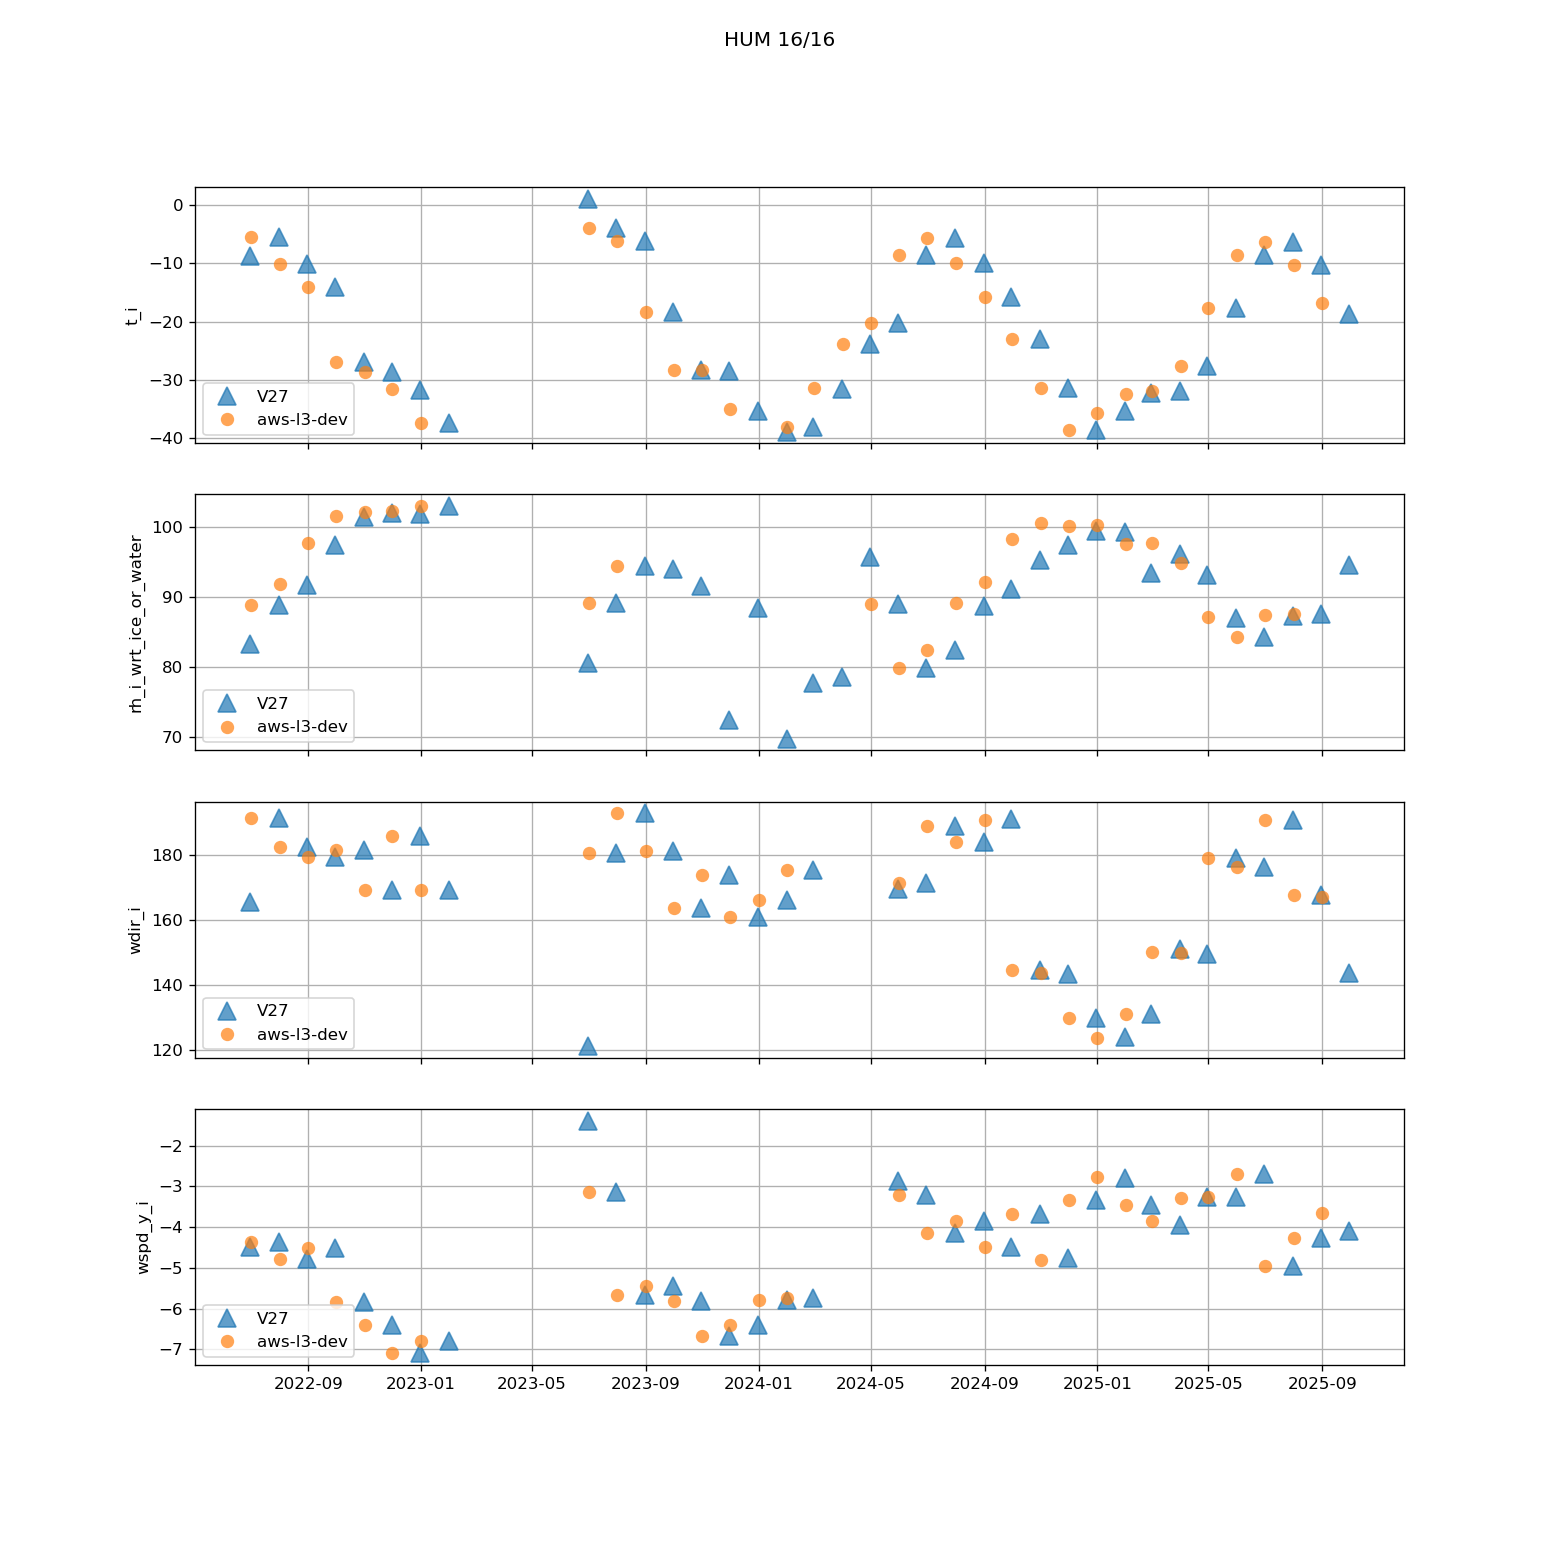 HUM 16/16
0
−10
−20
−30
−40
t_i
V27
aws-l3-dev
100
90
80
70
rh_i_wrt_ice_or_water
V27
aws-l3-dev
180
160
140
120
wdir_i
V27
aws-l3-dev
−2
−3
−4
−5
−6
−7
wspd_y_i
V27
aws-l3-dev
2022-09 2023-01 2023-05 2023-09 2024-01 2024-05 2024-09 2025-01 2025-05 2025-09